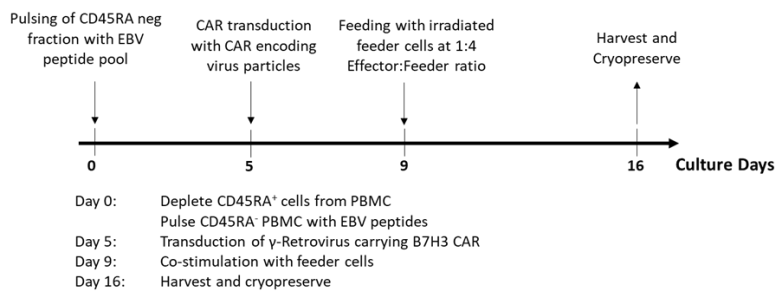 Pulsing of CD45RA neg
fraction with EBV
peptide pool
CAR transduction
with CAR encoding
virus particles
Feeding with irradiated
feeder cells at 1:4
Effector:Feeder ratio
Harvest and
Cryopreserve
0 5 9 16 Culture Days
Day 0: Deplete CD45RA⁺ cells from PBMC
Pulse CD45RA⁻ PBMC with EBV peptides
Day 5: Transduction of γ-Retrovirus carrying B7H3 CAR
Day 9: Co-stimulation with feeder cells
Day 16: Harvest and cryopreserve